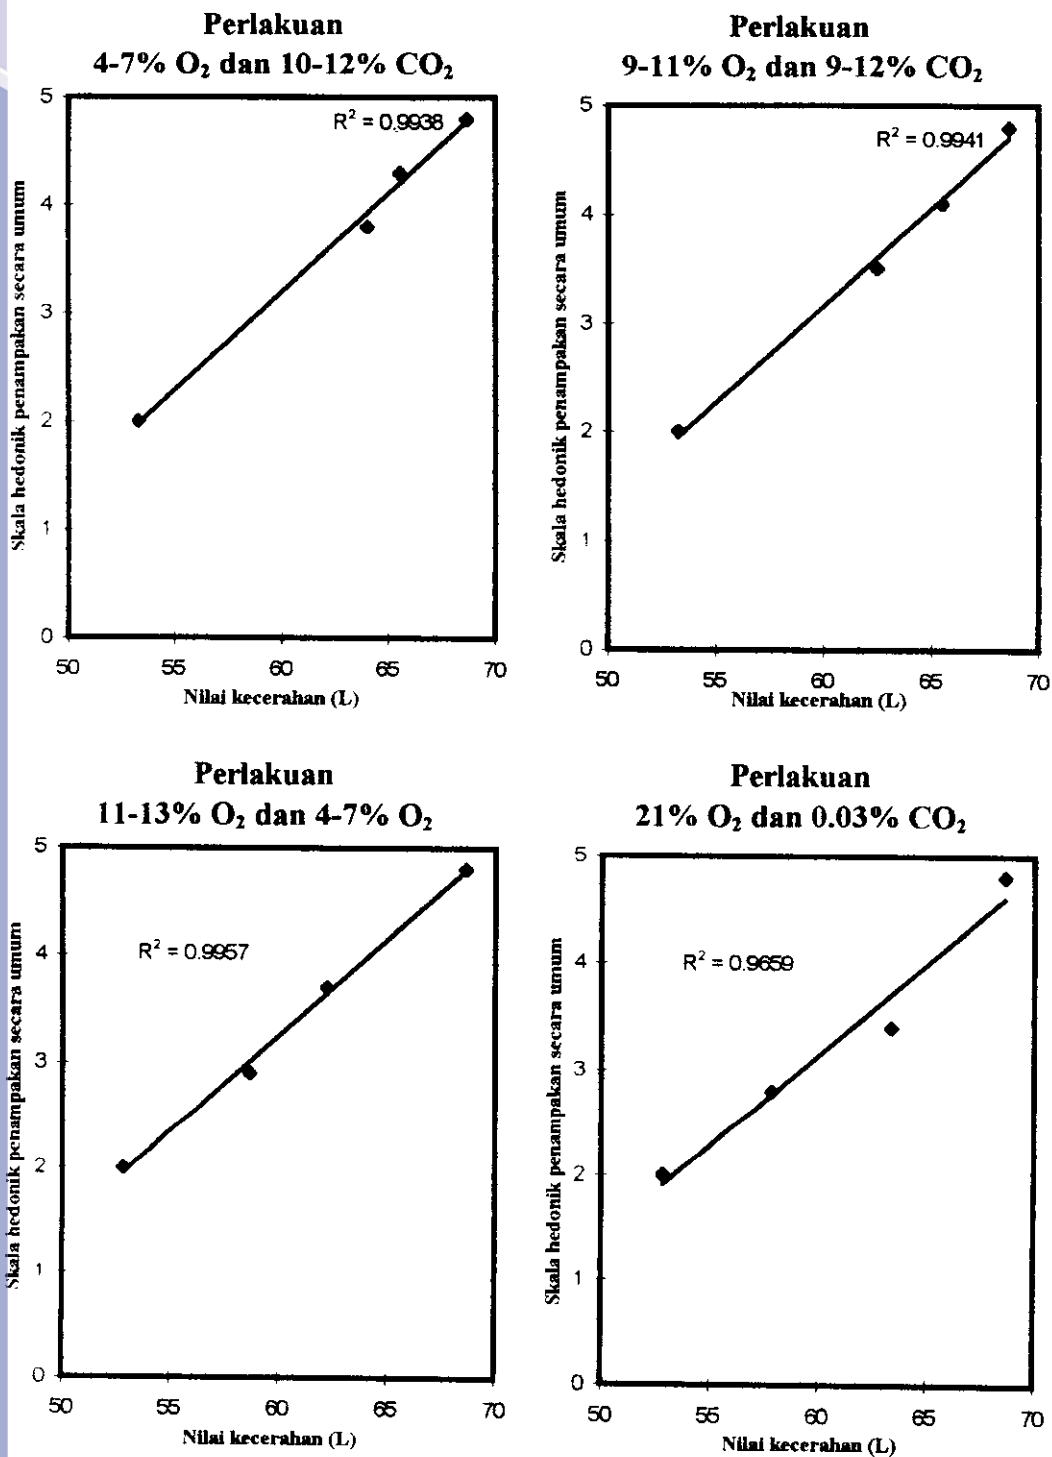 Perlakuan
4-7% O₂ dan 10-12% CO₂
R² = 0.9938
Skala hedonik penampakan secara umum
5
4
3
2
1
0
50 55 60 65 70
Nilai kecerahan (L)
Perlakuan
9-11% O₂ dan 9-12% CO₂
R² = 0.9941
Skala hedonik penampakan secara umum
5
4
3
2
1
0
50 55 60 65 70
Nilai kecerahan (L)
Perlakuan
11-13% O₂ dan 4-7% O₂
R² = 0.9957
Skala hedonik penampakan secara umum
5
4
3
2
1
0
50 55 60 65 70
Nilai kecerahan (L)
Perlakuan
21% O₂ dan 0.03% CO₂
R² = 0.9659
Skala hedonik penampakan secara umum
5
4
3
2
1
0
50 55 60 65 70
Nilai kecerahan (L)